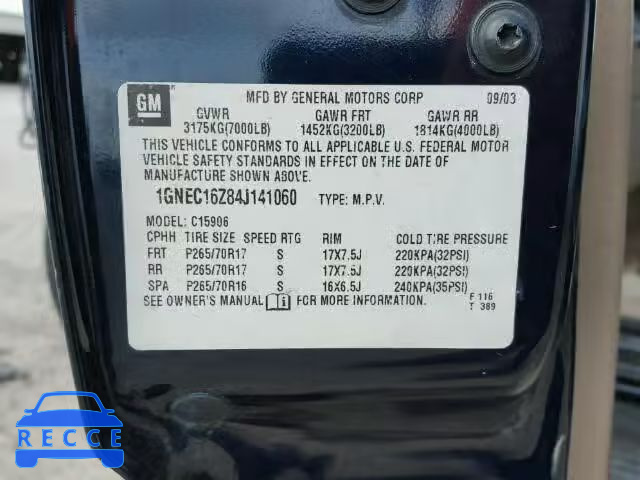 GM
MFD BY GENERAL MOTORS CORP 09/03
GVWR GAWR FRT GAWR RR
3175KG(7000LB) 1452KG(3200LB) 1814KG(4000LB)
THIS VEHICLE CONFORMS TO ALL APPLICABLE U.S. FEDERAL MOTOR
VEHICLE SAFETY STANDARDS IN EFFECT ON THE DATE OF
MANUFACTURE SHOWN ABOVE.
1GNEC16Z84J141060 TYPE: M.P.V.
MODEL: C15906
CPHH TIRE SIZE SPEED RTG RIM COLD TIRE PRESSURE
FRT P265/70R17 S 17X7.5J 220KPA(32PSI)
RR P265/70R17 S 17X7.5J 220KPA(32PSI)
SPA P265/70R16 S 16X6.5J 240KPA(35PSI)
SEE OWNER'S MANUAL FOR MORE INFORMATION.
F 116
T 389
RECCE